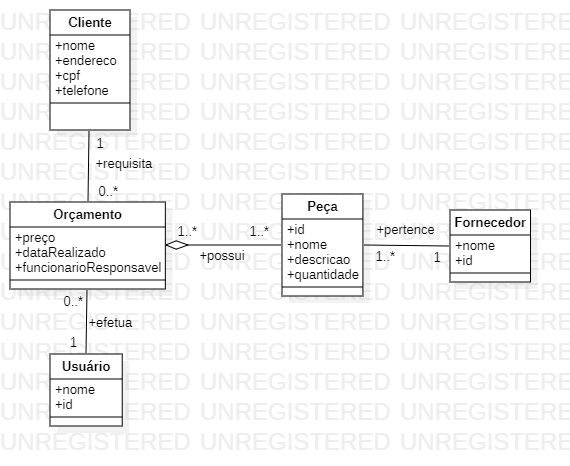 Cliente
+nome
+endereco
+cpf
+telefone
1
+requisita
0..*
Orçamento
+preço
+dataRealizado
+funcionarioResponsavel
1..*
+possui
1..*
Peça
+id
+nome
+descricao
+quantidade
+pertence
1..*
1
Fornecedor
+nome
+id
0..*
+efetua
1
Usuário
+nome
+id
UNREGISTERED